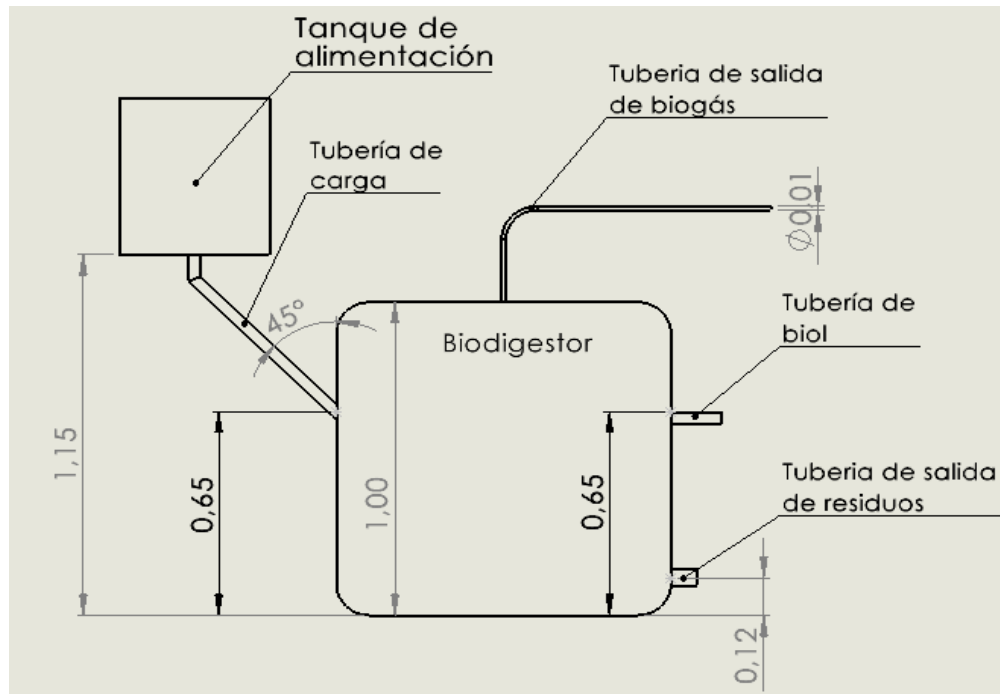 Tanque de
alimentación
Tuberia de salida
de biogás
Tubería de
carga
Ø0,01
45°
Biodigestor
Tubería de
biol
1,15
0,65
1,00
0,65
Tuberia de salida
de residuos
0,12